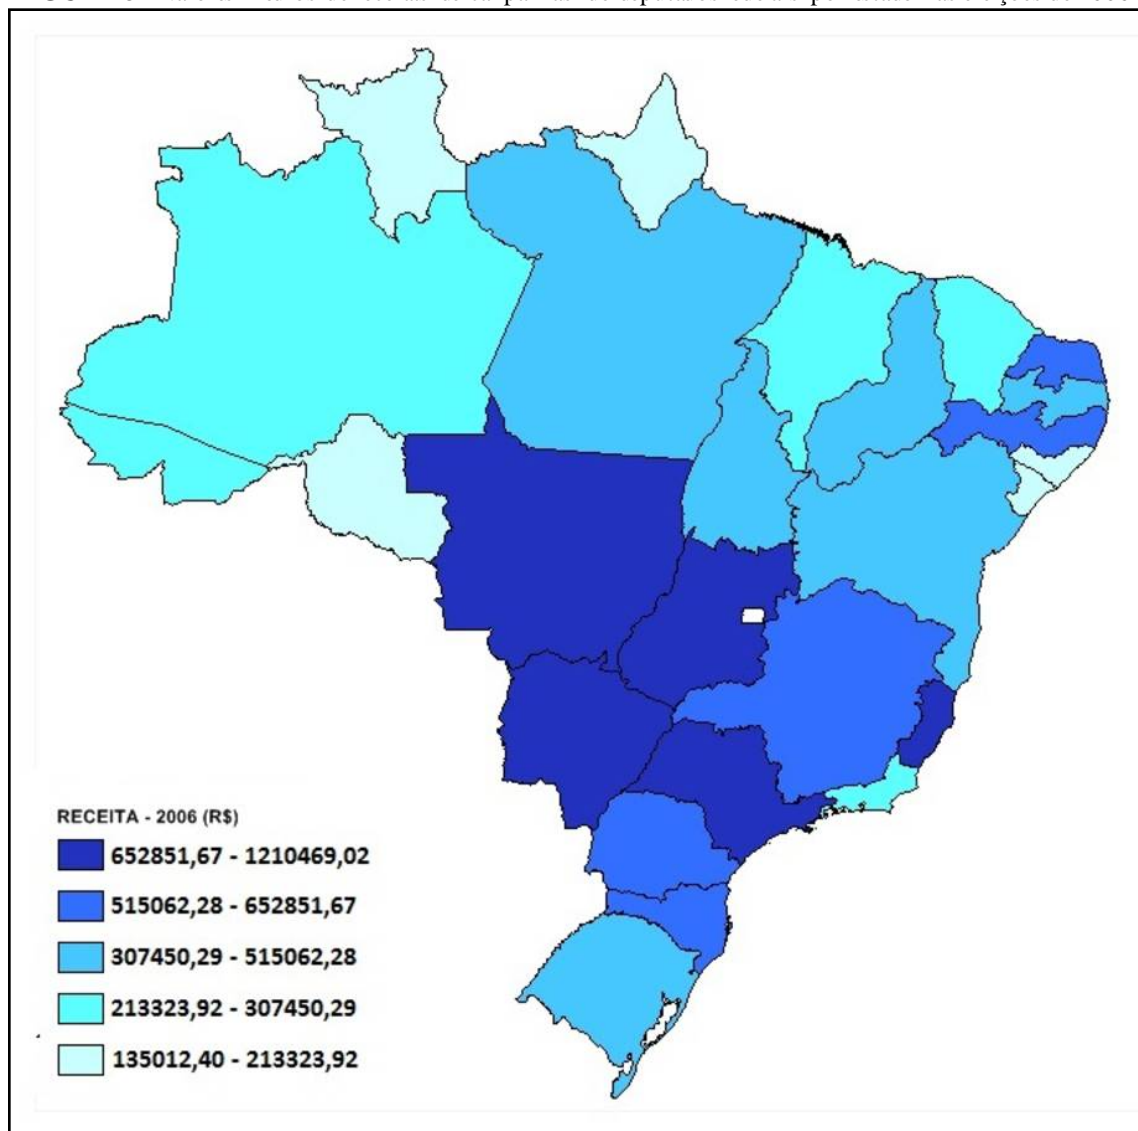 RECEITA - 2006 (R$)
652851,67 - 1210469,02
515062,28 - 652851,67
307450,29 - 515062,28
213323,92 - 307450,29
135012,40 - 213323,92